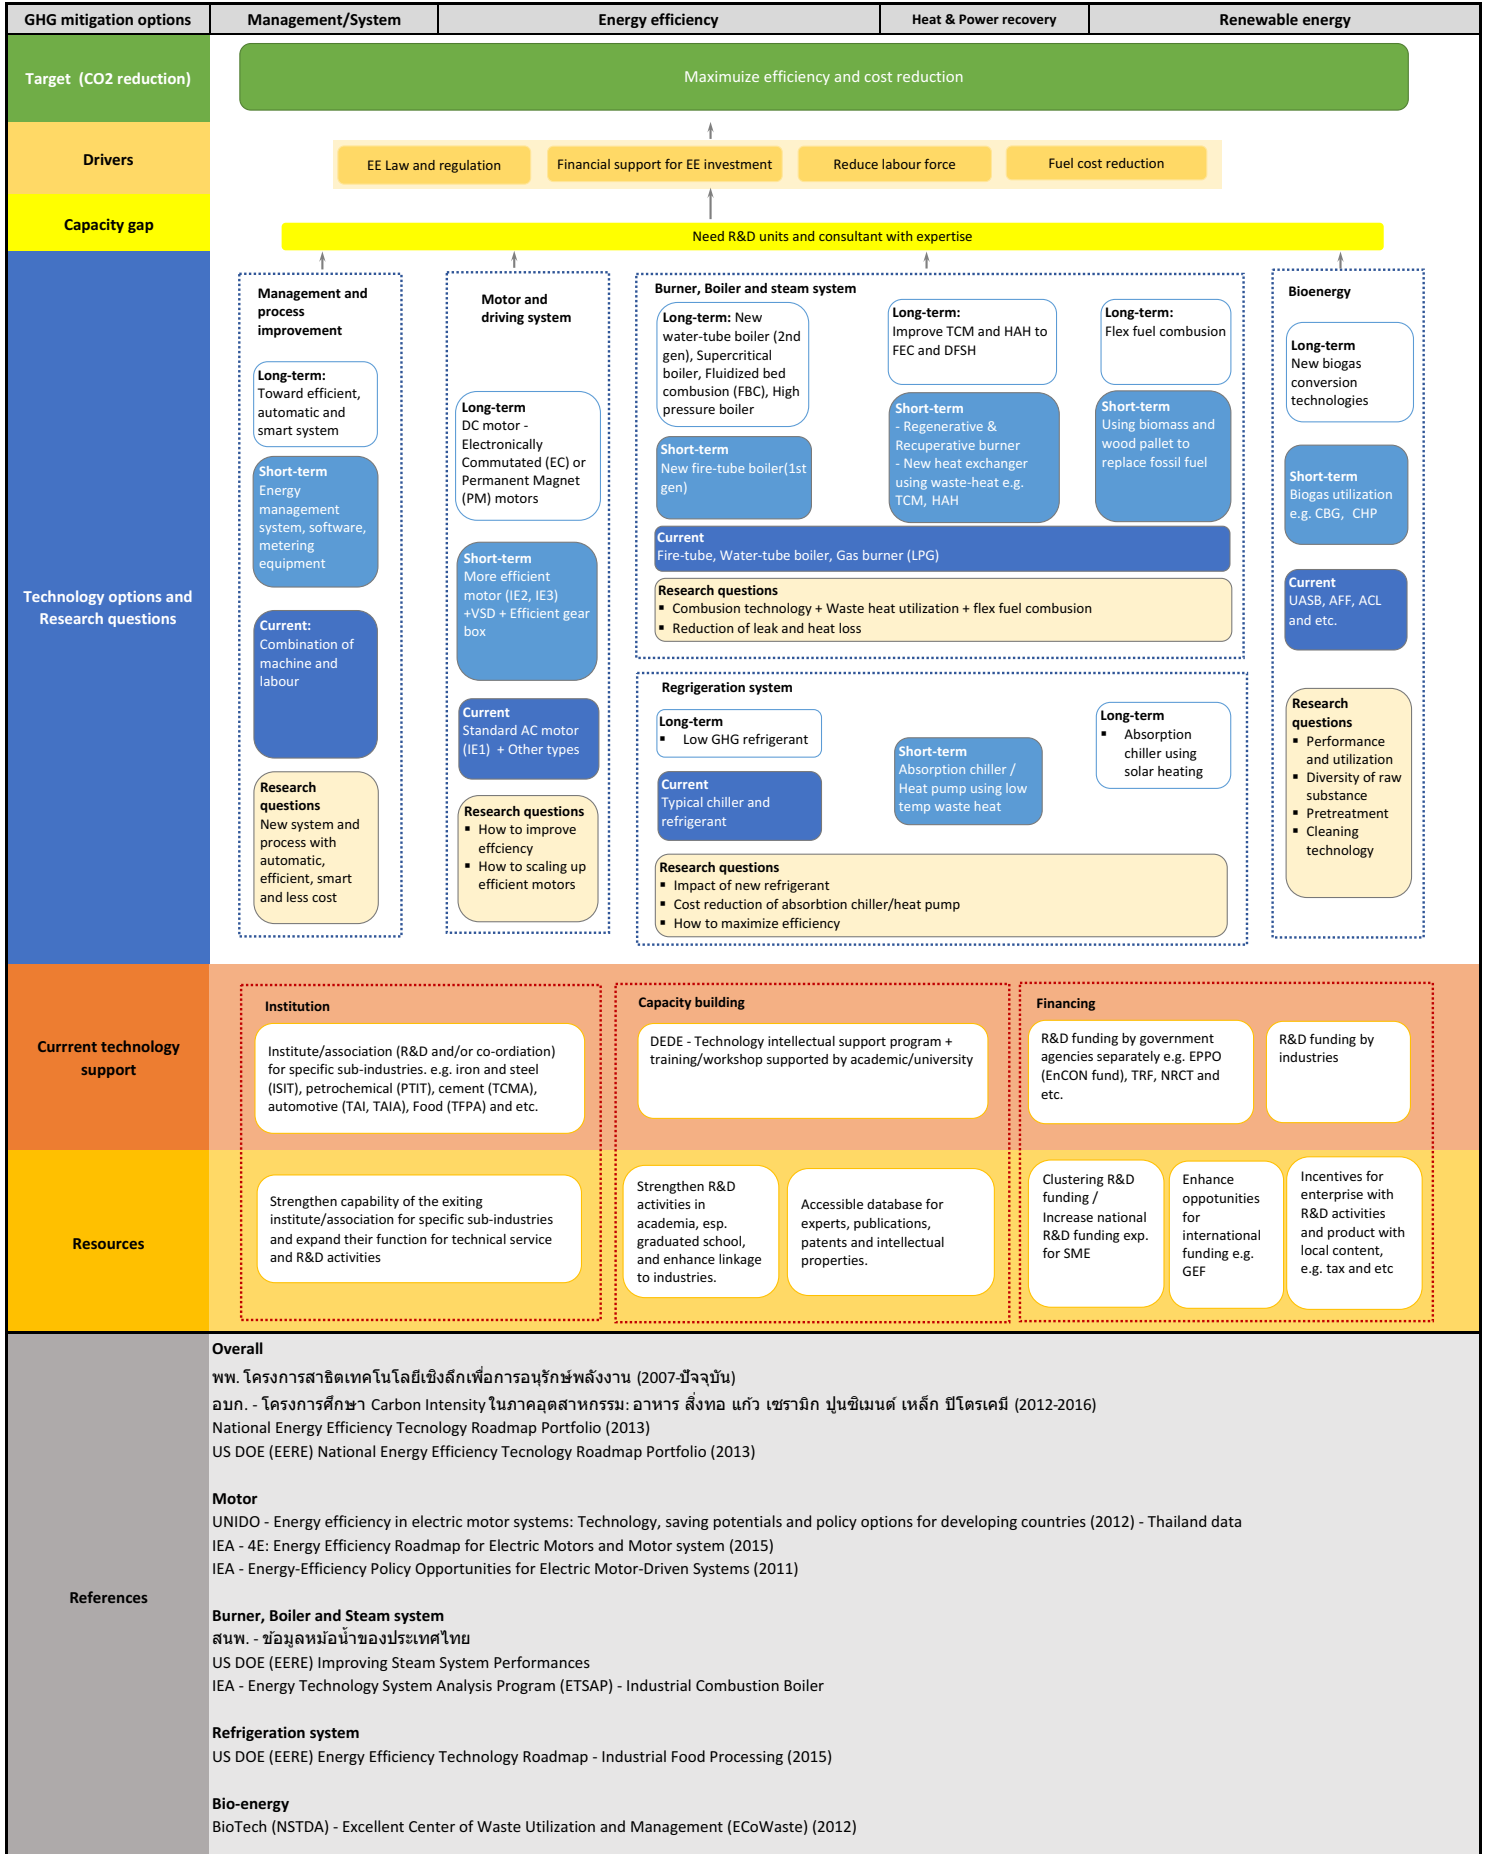 GHG mitigation options
Management/System
Energy efficiency
Heat & Power recovery
Renewable energy
Target  (CO2 reduction)
Maximuize efficiency and cost reduction
Drivers
EE Law and regulation
Financial support for EE investment
Reduce labour force
Fuel cost reduction
Capacity gap
Need R&D units and consultant with expertise
Technology options and
Research questions
Management and
process
improvement
Long-term:
Toward efficient,
automatic and
smart system
Short-term
Energy
management
system, software,
metering
equipment
Current:
Combination of
machine and
labour
Research
questions
New system and
process with
automatic,
efficient, smart
and less cost
Motor and
driving system
Long-term
DC motor -
Electronically
Commutated (EC) or
Permanent Magnet
(PM) motors
Short-term
More efficient
motor (IE2, IE3)
+VSD + Efficient gear
box
Current
Standard AC motor
(IE1)  + Other types
Research questions
▪ How to improve
effciency
▪ How to scaling up
efficient motors
Burner, Boiler and steam system
Long-term: New
water-tube boiler (2nd
gen), Supercritical
boiler, Fluidized bed
combusion (FBC), High
pressure boiler
Short-term
New fire-tube boiler(1st
gen)
Long-term:
Improve TCM and HAH to
FEC and DFSH
Short-term
- Regenerative &
Recuperative burner
- New heat exchanger
using waste-heat e.g.
TCM, HAH
Long-term:
Flex fuel combusion
Short-term
Using biomass and
wood pallet to
replace fossil fuel
Current
Fire-tube, Water-tube boiler, Gas burner (LPG)
Research questions
▪ Combusion technology + Waste heat utilization + flex fuel combusion
▪ Reduction of leak and heat loss
Regrigeration system
Long-term
▪ Low GHG refrigerant
Current
Typical chiller and
refrigerant
Short-term
Absorption chiller /
Heat pump using low
temp waste heat
Long-term
▪ Absorption
chiller using
solar heating
Research questions
▪ Impact of new refrigerant
▪ Cost reduction of absorbtion chiller/heat pump
▪ How to maximize efficiency
Bioenergy
Long-term
New biogas
conversion
technologies
Short-term
Biogas utilization
e.g. CBG,  CHP
Current
UASB, AFF, ACL
and etc.
Research
questions
▪ Performance
and utilization
▪ Diversity of raw
substance
▪ Pretreatment
▪ Cleaning
technology
Currrent technology
support
Institution
Institute/association (R&D and/or co-ordiation)
for specific sub-industries. e.g. iron and steel
(ISIT), petrochemical (PTIT), cement (TCMA),
automotive (TAI, TAIA), Food (TFPA) and etc.
Capacity building
DEDE - Technology intellectual support program +
training/workshop supported by academic/university
Financing
R&D funding by government
agencies separately e.g. EPPO
(EnCON fund), TRF, NRCT and
etc.
R&D funding by
industries
Resources
Strengthen capability of the exiting
institute/association for specific sub-industries
and expand their function for technical service
and R&D activities
Strengthen R&D
activities in
academia, esp.
graduated school,
and enhance linkage
to industries.
Accessible database for
experts, publications,
patents and intellectual
properties.
Clustering R&D
funding /
Increase national
R&D funding exp.
for SME
Enhance
oppotunities
for
international
funding e.g.
GEF
Incentives for
enterprise with
R&D activities
and product with
local content,
e.g. tax and etc
References
Overall
พพ. โครงการสาธิตเทคโนโลยีเชิงลึกเพื่อการอนุรักษ์พลังงาน (2007-ปัจจุบัน)
อบก. - โครงการศึกษา Carbon Intensity ในภาคอุตสาหกรรม: อาหาร สิ่งทอ แก้ว เซรามิก ปูนซิเมนต์ เหล็ก ปิโตรเคมี (2012-2016)
National Energy Efficiency Tecnology Roadmap Portfolio (2013)
US DOE (EERE) National Energy Efficiency Tecnology Roadmap Portfolio (2013)
Motor
UNIDO - Energy efficiency in electric motor systems: Technology, saving potentials and policy options for developing countries (2012) - Thailand data
IEA - 4E: Energy Efficiency Roadmap for Electric Motors and Motor system (2015)
IEA - Energy-Efficiency Policy Opportunities for Electric Motor-Driven Systems (2011)
Burner, Boiler and Steam system
สนพ. - ข้อมูลหม้อน้ำของประเทศไทย
US DOE (EERE) Improving Steam System Performances
IEA - Energy Technology System Analysis Program (ETSAP) - Industrial Combustion Boiler
Refrigeration system
US DOE (EERE) Energy Efficiency Technology Roadmap - Industrial Food Processing (2015)
Bio-energy
BioTech (NSTDA) - Excellent Center of Waste Utilization and Management (ECoWaste) (2012)